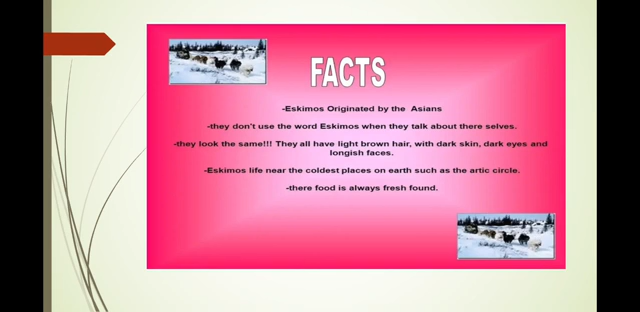 FACTS
-Eskimos Originated by the  Asians
-they don't use the word Eskimos when they talk about there selves.
-they look the same!!! They all have light brown hair, with dark skin, dark eyes and
longish faces.
-Eskimos life near the coldest places on earth such as the artic circle.
-there food is always fresh found.